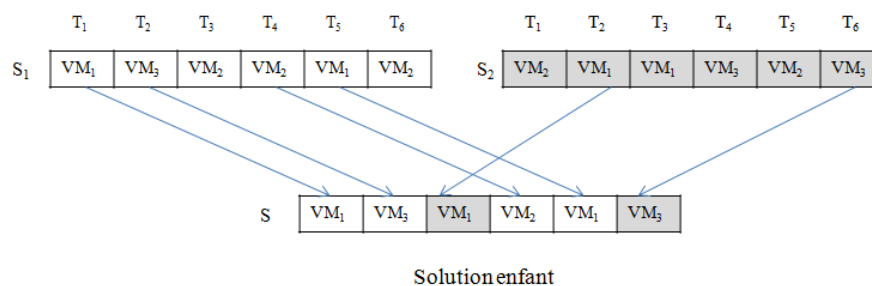 T1 T2 T3 T4 T5 T6 T1 T2 T3 T4 T5 T6
S1 VM1 VM3 VM2 VM2 VM1 VM2 S2 VM2 VM1 VM1 VM3 VM2 VM3
S VM1 VM3 VM1 VM2 VM1 VM3
Solution enfant